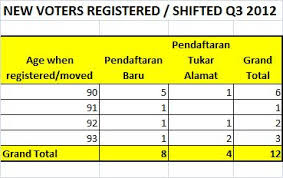 NEW VOTERS REGISTERED / SHIFTED Q3 2012
Age when registered/moved Pendaftaran Baru Pendaftaran Tukar Alamat Grand Total
90 5 1 6
91 1 1
92 1 1 2
93 1 2 3
Grand Total 8 4 12